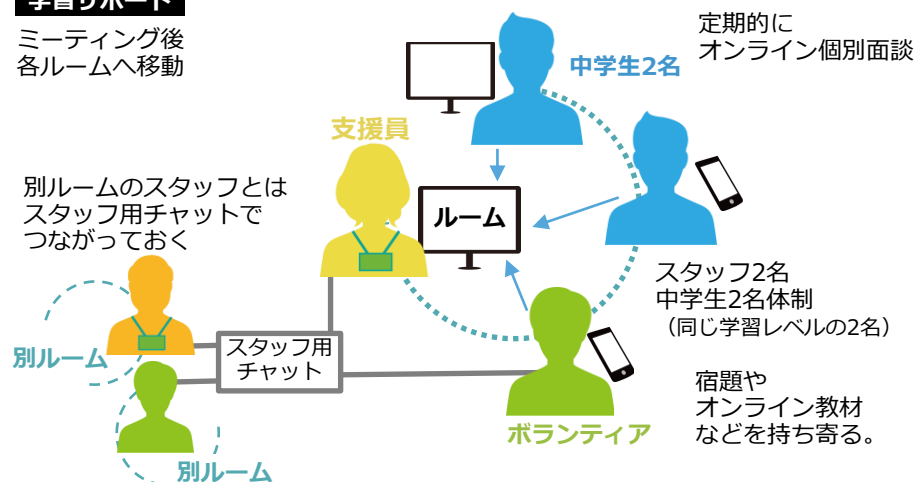 学習サポート
ミーティング後
各ルームへ移動
定期的に
オンライン個別面談
中学生2名
支援員
別ルームのスタッフとは
スタッフ用チャットで
つながっておく
ルーム
スタッフ2名
中学生2名体制
（同じ学習レベルの2名）
別ルーム
スタッフ用
チャット
宿題や
オンライン教材
などを持ち寄る。
ボランティア
別ルーム